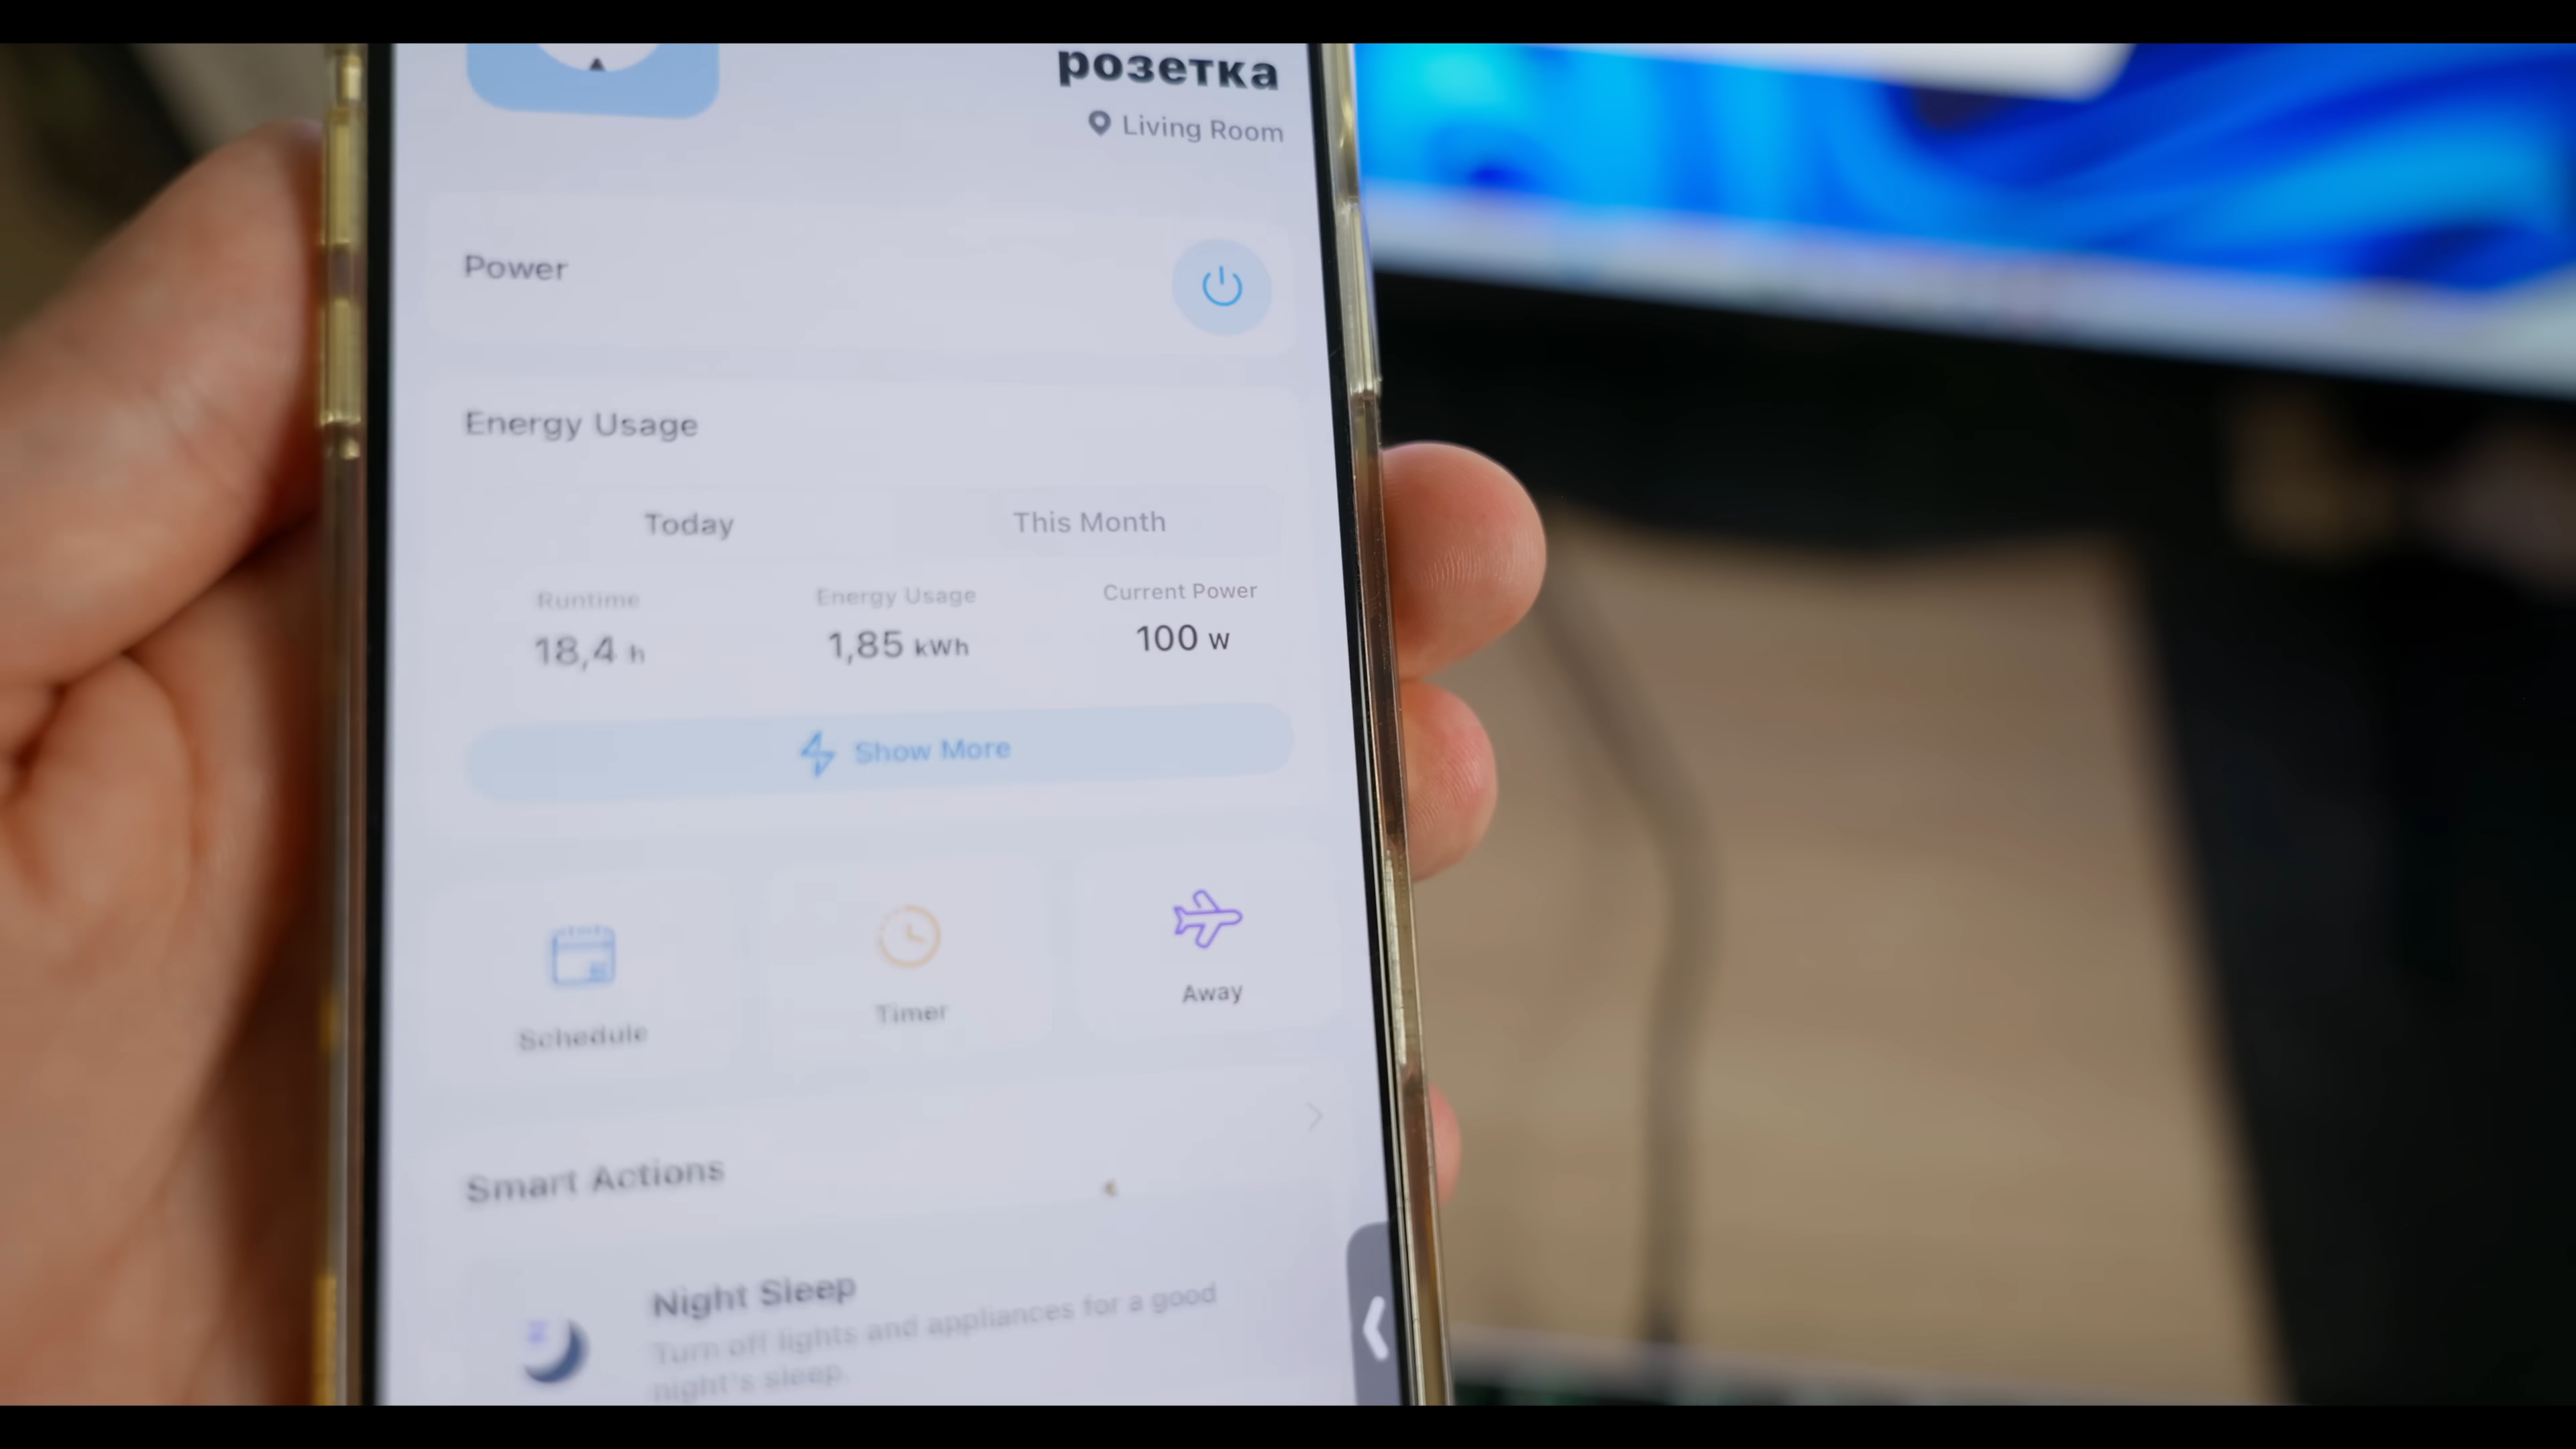 розетка
Living Room
Power
Energy Usage
Today
This Month
Runtime
Energy Usage
Current Power
18,4 h
1,85 kWh
100 W
Show More
Schedule
Timer
Away
Smart Actions
Night Sleep
Turn off lights and appliances for a good
night's sleep.